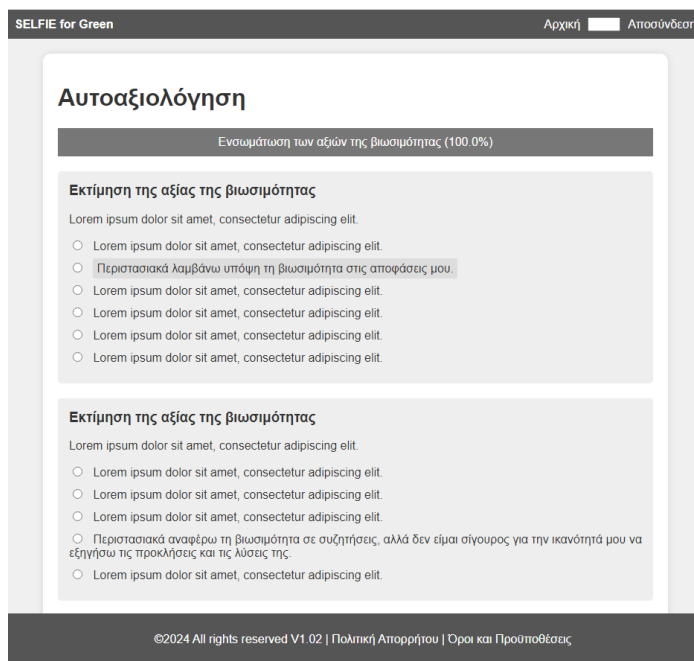 SELFIE for Green
Αρχική Αποσύνδεση
Αυτοαξιολόγηση
Ενσωμάτωση των αξιών της βιωσιμότητας (100.0%)
Εκτίμηση της αξίας της βιωσιμότητας
Lorem ipsum dolor sit amet, consectetur adipiscing elit.
Lorem ipsum dolor sit amet, consectetur adipiscing elit.
Περιστασιακά λαμβάνω υπόψη τη βιωσιμότητα στις αποφάσεις μου.
Lorem ipsum dolor sit amet, consectetur adipiscing elit.
Lorem ipsum dolor sit amet, consectetur adipiscing elit.
Lorem ipsum dolor sit amet, consectetur adipiscing elit.
Lorem ipsum dolor sit amet, consectetur adipiscing elit.
Εκτίμηση της αξίας της βιωσιμότητας
Lorem ipsum dolor sit amet, consectetur adipiscing elit.
Lorem ipsum dolor sit amet, consectetur adipiscing elit.
Lorem ipsum dolor sit amet, consectetur adipiscing elit.
Lorem ipsum dolor sit amet, consectetur adipiscing elit.
Περιστασιακά αναφέρω τη βιωσιμότητα σε συζητήσεις, αλλά δεν είμαι σίγουρος για την ικανότητά μου να
εξηγήσω τις προκλήσεις και τις λύσεις της.
Lorem ipsum dolor sit amet, consectetur adipiscing elit.
©2024 All rights reserved V1.02 | Πολιτική Απορρήτου | Όροι και Προϋποθέσεις